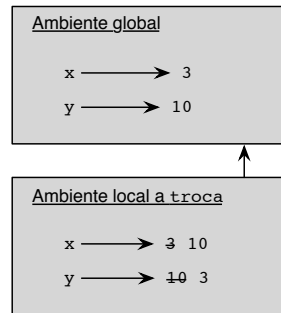 Ambiente global
x 3
y 10
Ambiente local a troca
x 3 10
y 10 3